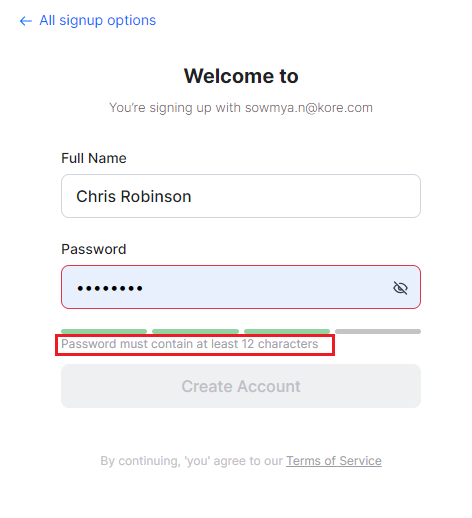 ← All signup options
Welcome to
You're signing up with sowmya.n@kore.com
Full Name
Chris Robinson
Password
••••••••
Password must contain at least 12 characters
Create Account
By continuing, 'you' agree to our Terms of Service